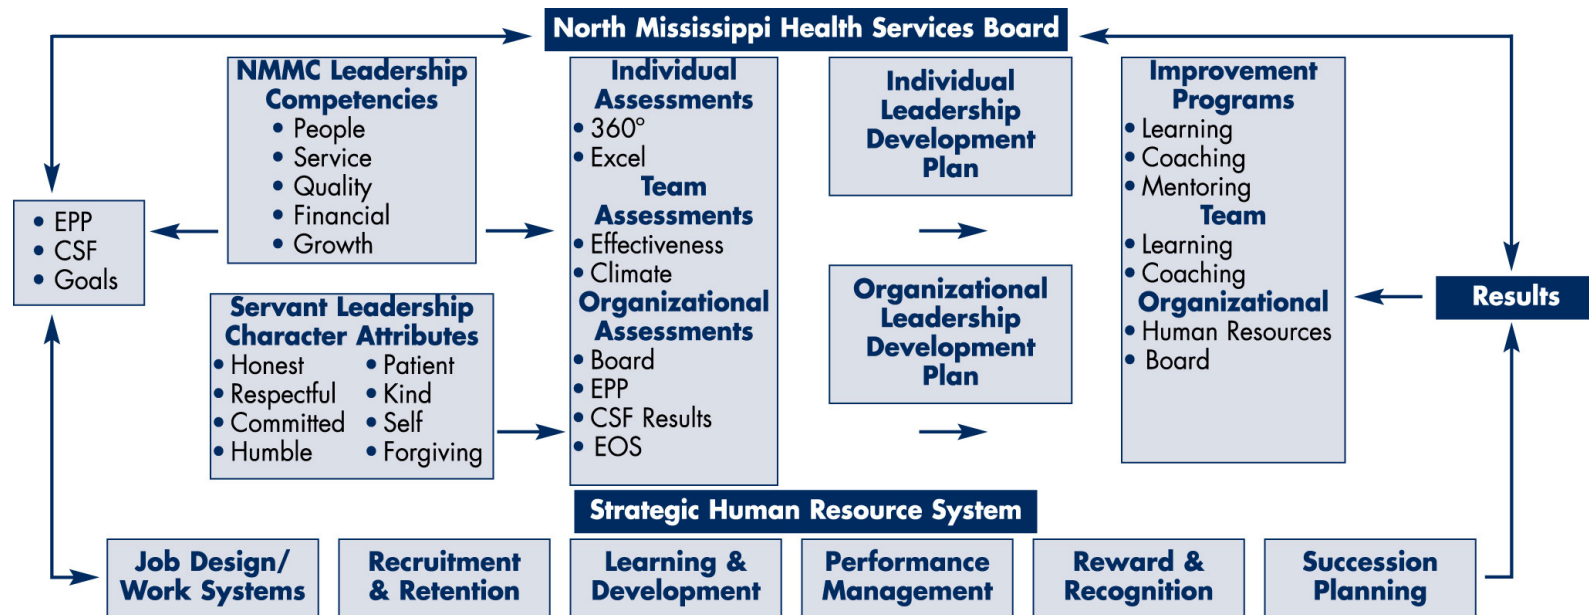 North Mississippi Health Services Board
• EPP
• CSF
• Goals
NMMC Leadership
Competencies
• People
• Service
• Quality
• Financial
• Growth
Servant Leadership
Character Attributes
• Honest
• Respectful
• Committed
• Humble
• Patient
• Kind
• Self
• Forgiving
Individual
Assessments
• 360º
• Excel
Team
Assessments
• Effectiveness
• Climate
Organizational
Assessments
• Board
• EPP
• CSF Results
• EOS
Individual
Leadership
Development
Plan
Organizational
Leadership
Development
Plan
Improvement
Programs
• Learning
• Coaching
• Mentoring
Team
• Learning
• Coaching
Organizational
• Human Resources
• Board
Results
Strategic Human Resource System
Job Design/
Work Systems
Recruitment
& Retention
Learning &
Development
Performance
Management
Reward &
Recognition
Succession
Planning